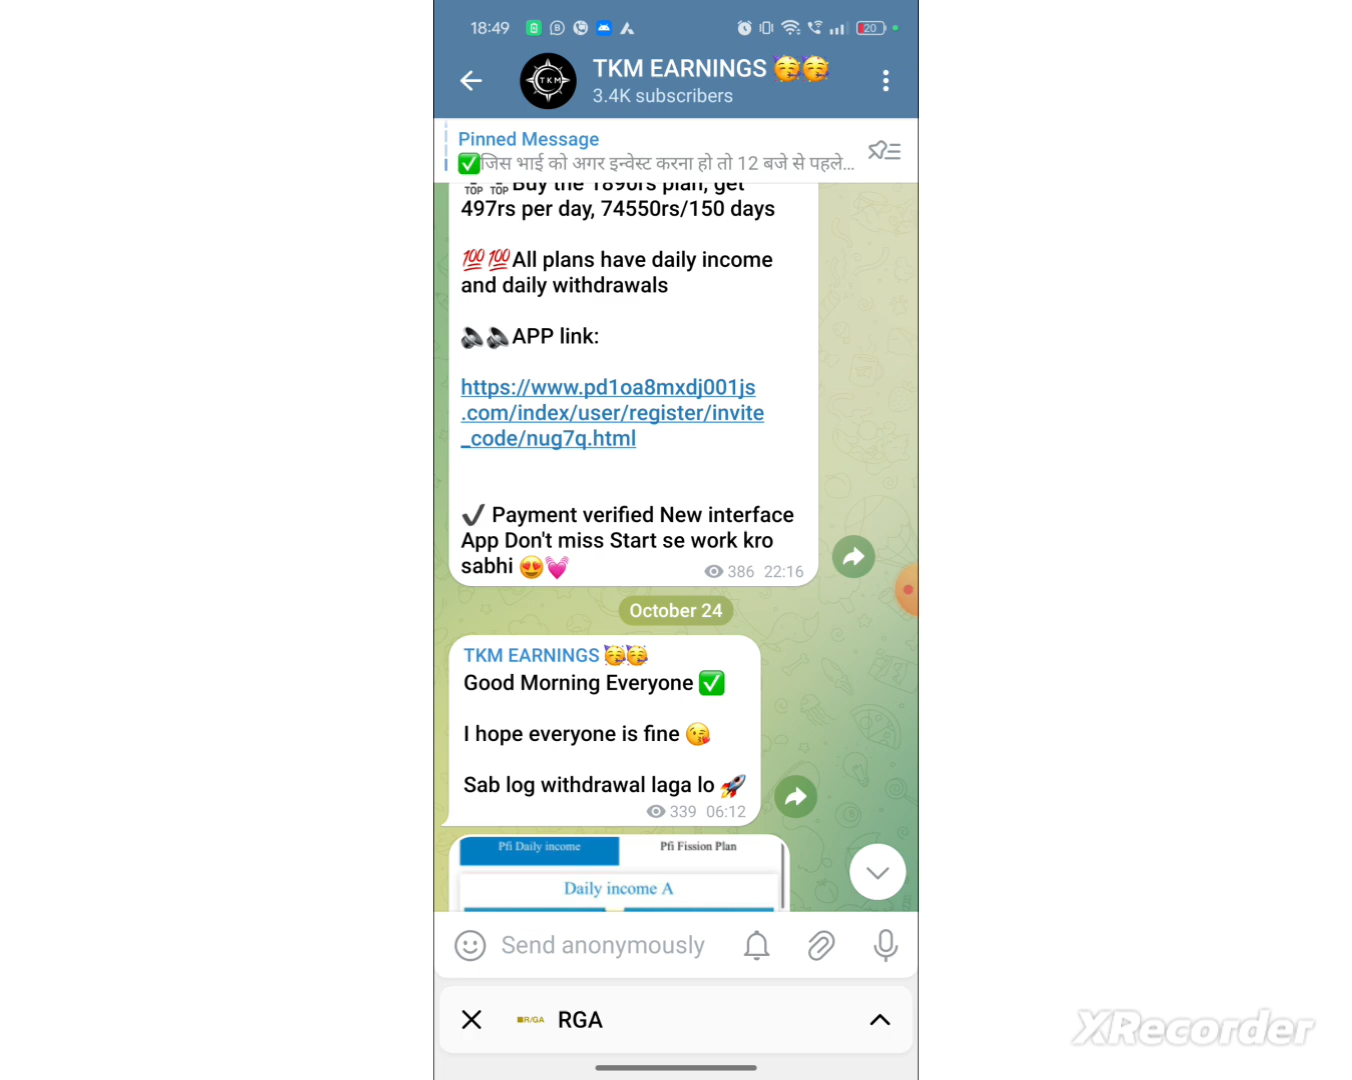 18:49
20
TKM EARNINGS 🥳🥳
3.4K subscribers
Pinned Message
✅जिस भाई को अगर इन्वेस्ट करना हो तो 12 बजे से पहले...
🔝🔝Buy the 1890rs plan, get
497rs per day, 74550rs/150 days
💯💯All plans have daily income
and daily withdrawals
🔊🔊APP link:
https://www.pd1oa8mxdj001js
.com/index/user/register/invite
_code/nug7q.html
✔️ Payment verified New interface
App Don't miss Start se work kro
sabhi 😍💓
386 22:16
October 24
TKM EARNINGS 🥳🥳
Good Morning Everyone ✅
I hope everyone is fine 😘
Sab log withdrawal laga lo 🚀
339 06:12
Pfi Daily income Pfi Fission Plan
Daily income A
Send anonymously
R/GA RGA
XRecorder